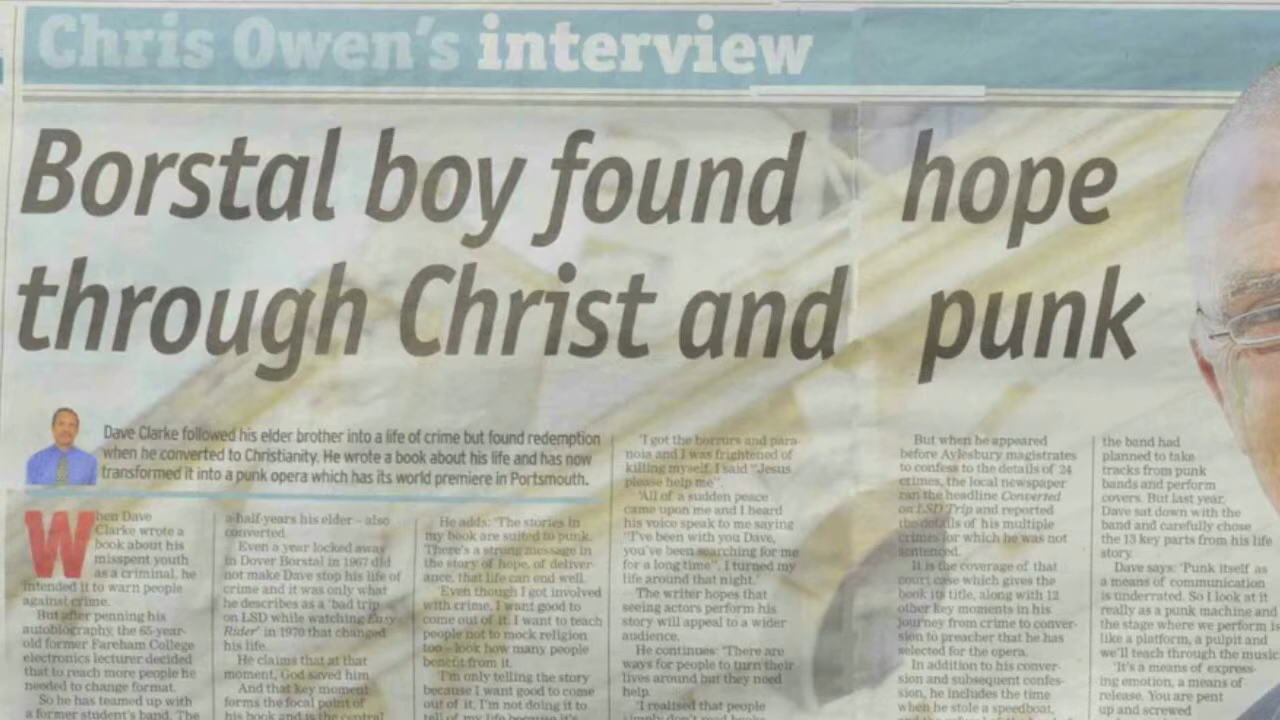 Chris Owen's interview
Borstal boy found hope
through Christ and punk
Dave Clarke followed his elder brother into a life of crime but found redemption
when he converted to Christianity. He wrote a book about his life and has now
transformed it into a punk opera which has its world premiere in Portsmouth.
When Dave
Clarke wrote a
book about his
misspent youth
as a criminal, he
intended it to warn people
against crime.
But after penning his
autobiography, the 65-year-
old former Fareham College
electronics lecturer decided
that to reach more people he
needed to change format.
So he has teamed up with
a former student's band, The
a-half-years his elder – also
converted.
Even a year locked away
in Dover Borstal in 1967 did
not make Dave stop his life of
crime and it was only what
he describes as a 'bad trip
on LSD while watching Easy
Rider' in 1970 that changed
his life.
He claims that at that
moment, God saved him.
And that key moment
forms the focal point of
his book and is the central
He adds: 'The stories in
my book are suited to punk.
There's a strong message in
the story of hope, of deliver-
ance, that life can end well.
'Even though I got involved
with crime, I want good to
come out of it. I want to teach
people not to mock religion
too – look how many people
benefit from it.
'I'm only telling the story
because I want good to come
out of it. I'm not doing it to
tell of my life because it's
'I got the horrors and para-
noia and I was frightened of
killing myself. I said "Jesus
please help me".
'All of a sudden peace
came upon me and I heard
his voice speak to me saying
"I've been with you Dave,
you've been searching for me
for a long time". I turned my
life around that night.'
The writer hopes that
seeing actors perform his
story will appeal to a wider
audience.
He continues: 'There are
ways for people to turn their
lives around but they need
help.
'I realised that people
simply don't read books
But when he appeared
before Aylesbury magistrates
to confess to the details of 24
crimes, the local newspaper
ran the headline Converted
on LSD Trip and reported
the details of his multiple
crimes for which he was not
sentenced.
It is the coverage of that
court case which gives the
book its title, along with 12
other key moments in his
journey from crime to conver-
sion to preacher that he has
selected for the opera.
In addition to his conver-
sion and subsequent confes-
sion, he includes the time
when he stole a speedboat,
the band had
planned to take
tracks from punk
bands and perform
covers. But last year,
Dave sat down with the
band and carefully chose
the 13 key parts from his life
story.
Dave says: 'Punk itself as
a means of communication
is underrated. So I look at it
really as a punk machine and
the stage where we perform is
like a platform, a pulpit and
we'll teach through the music.
'It's a means of express-
ing emotion, a means of
release. You are pent
up and screwed